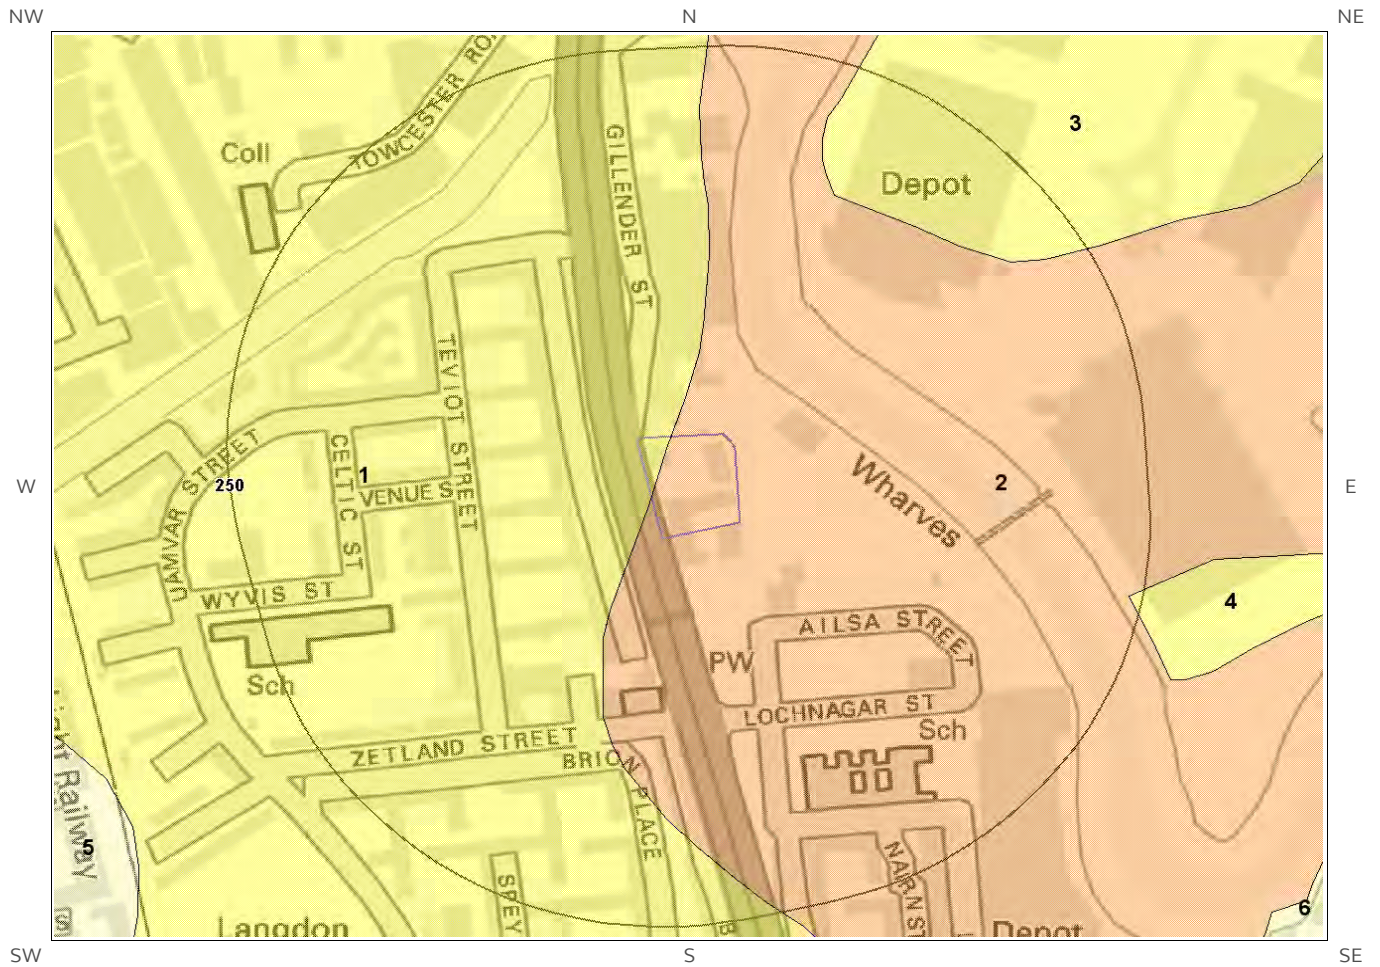 NW
N
NE
TOWCESTER RO
3
Coll
GILLENDER ST
Depot
TEVIOT STREET
JAMVAR STREET
CELTIC ST
1
VENUE S
250
W
E
Wharves
2
WYVIS ST
4
AILSA STREET
PW
Sch
LOCHNAGAR ST
Sch
ZETLAND STREET
BRION PLACE
ight Railway
5
NAIRN ST
SPEY
6
Langdon
B
Depot
SW
S
SE